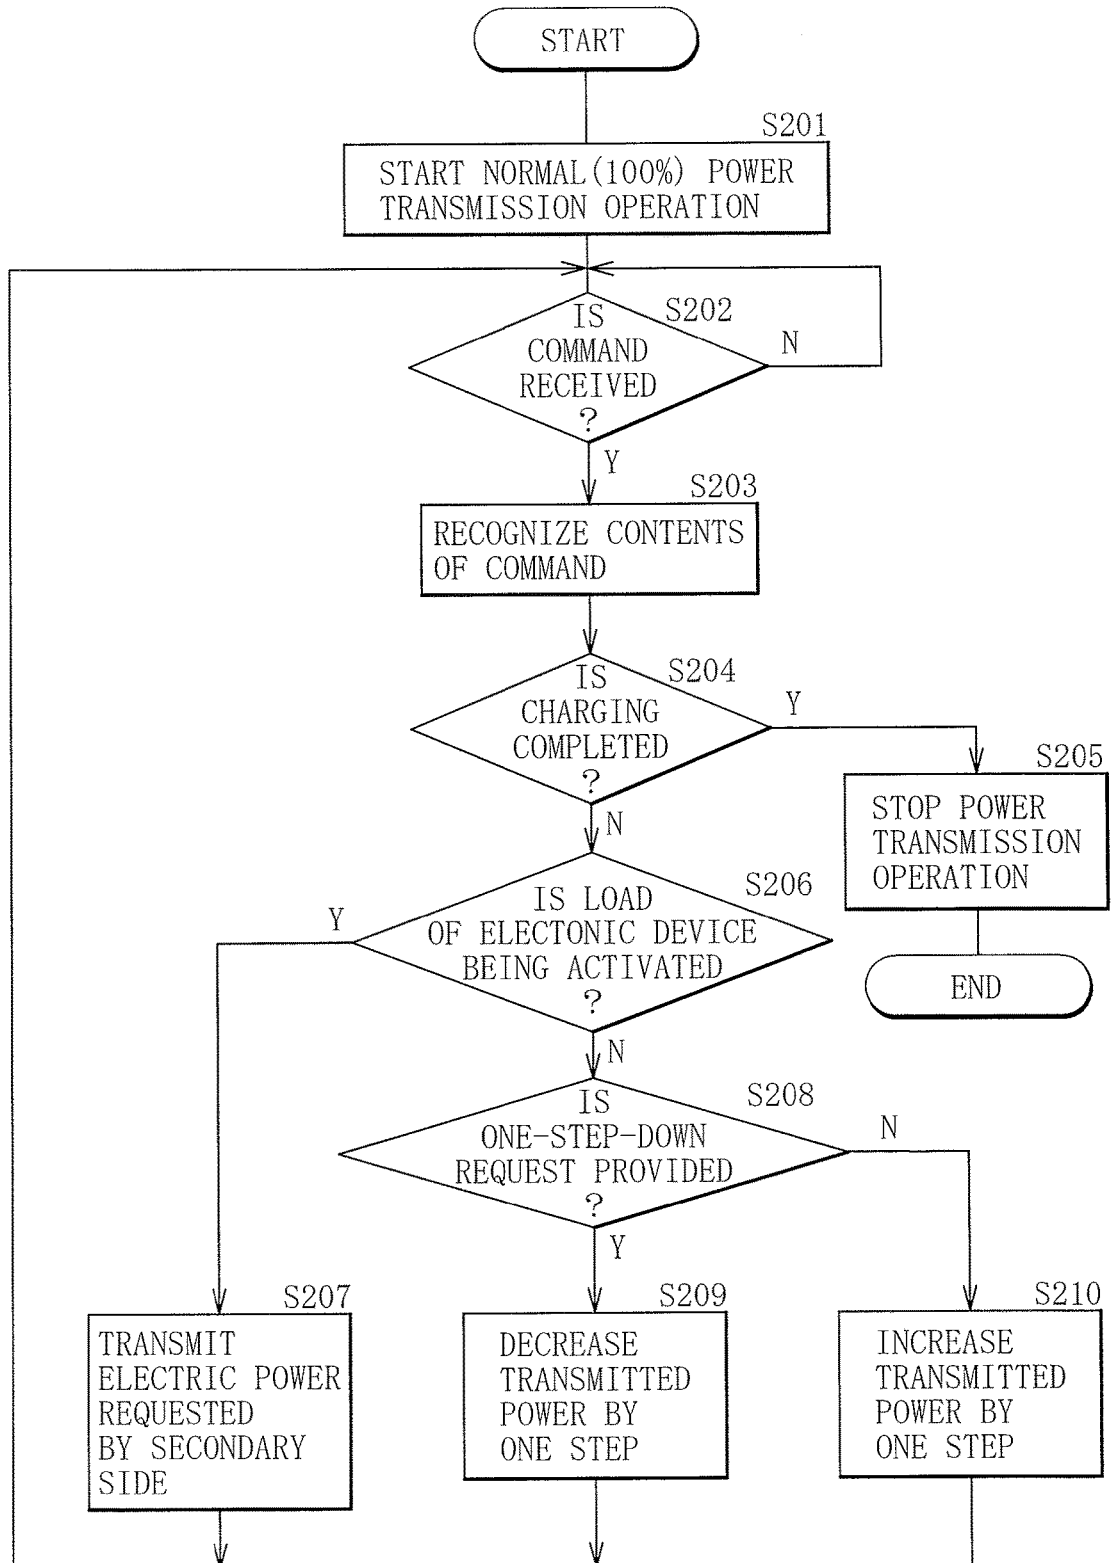 START
S201
START NORMAL(100%) POWER
TRANSMISSION OPERATION
S202
IS
COMMAND
RECEIVED
?
N
Y
S203
RECOGNIZE CONTENTS
OF COMMAND
S204
IS
CHARGING
COMPLETED
?
Y
N
S205
STOP POWER
TRANSMISSION
OPERATION
END
S206
IS LOAD
OF ELECTONIC DEVICE
BEING ACTIVATED
?
Y
N
S208
IS
ONE-STEP-DOWN
REQUEST PROVIDED
?
N
Y
S207
TRANSMIT
ELECTRIC POWER
REQUESTED
BY SECONDARY
SIDE
S209
DECREASE
TRANSMITTED
POWER BY
ONE STEP
S210
INCREASE
TRANSMITTED
POWER BY
ONE STEP